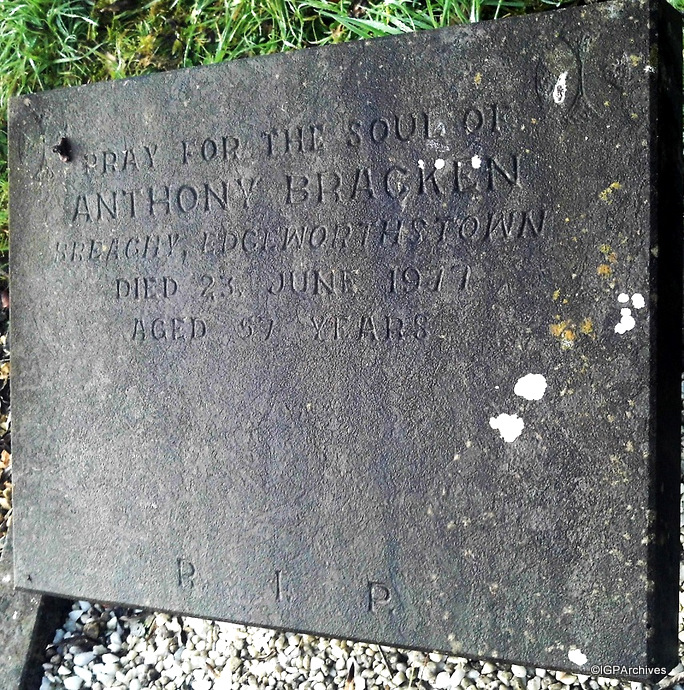 PRAY FOR THE SOUL OF
ANTHONY BRACKEN
BREAGHY, EDGEWORTHSTOWN
DIED 23. JUNE 1977
AGED 57 YEARS
R. I. P.
©IGPArchives